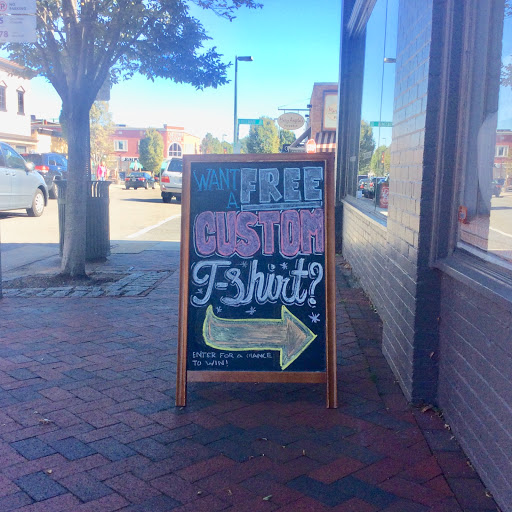 WANT
A FREE
CUSTOM
T-shirt?
ENTER FOR A CHANCE
TO WIN!